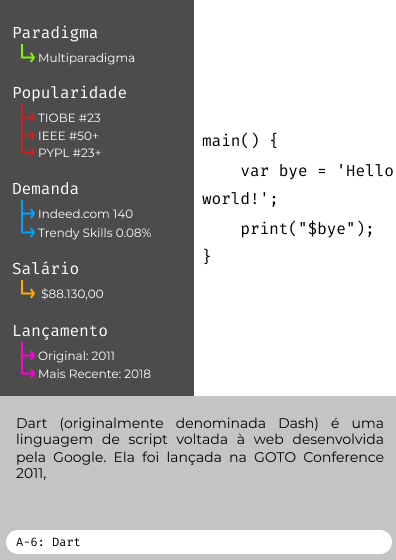 Paradigma
Multiparadigma
Popularidade
TIOBE #23
IEEE #50+
PYPL #23+
Demanda
Indeed.com 140
Trendy Skills 0.08%
Salário
$88.130,00
Lançamento
Original: 2011
Mais Recente: 2018
main() {
var bye = 'Hello
world!';
print("$bye");
}
Dart (originalmente denominada Dash) é uma
linguagem de script voltada à web desenvolvida
pela Google. Ela foi lançada na GOTO Conference
2011,
A-6: Dart